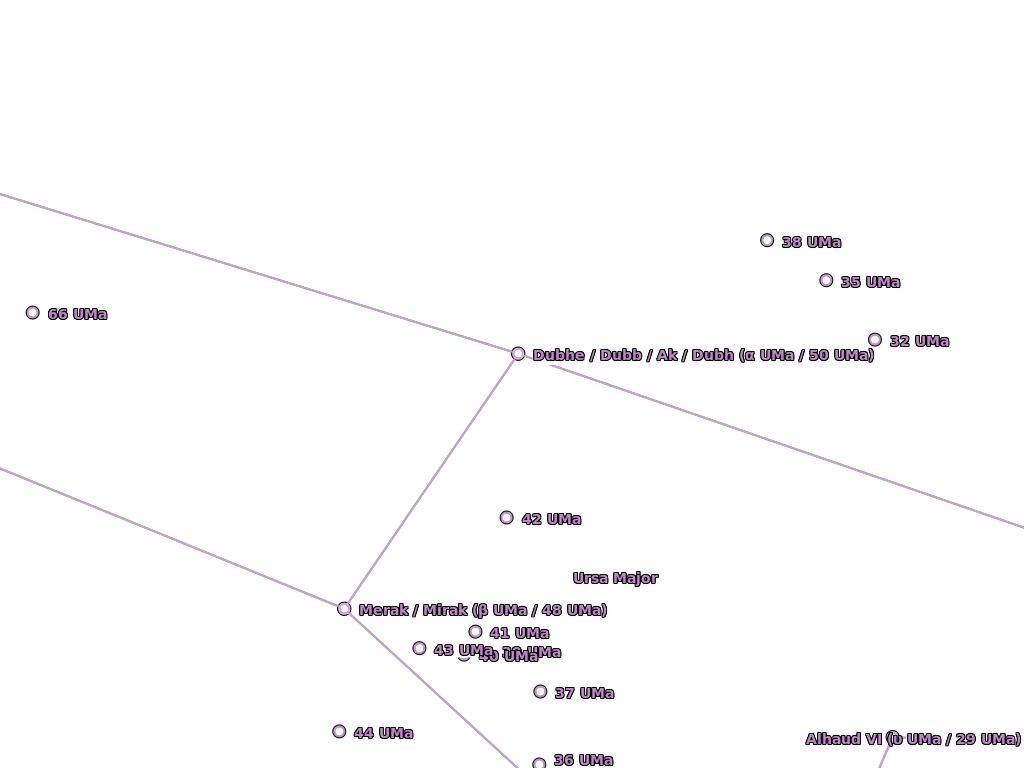 38 UMa
35 UMa
66 UMa
32 UMa
Dubhe / Dubb / Ak / Dubh (α UMa / 50 UMa)
42 UMa
Ursa Major
Merak / Mirak (β UMa / 48 UMa)
41 UMa
43 UMa
39 UMa
40 UMa
37 UMa
44 UMa
Alhaud VI (υ UMa / 29 UMa)
36 UMa